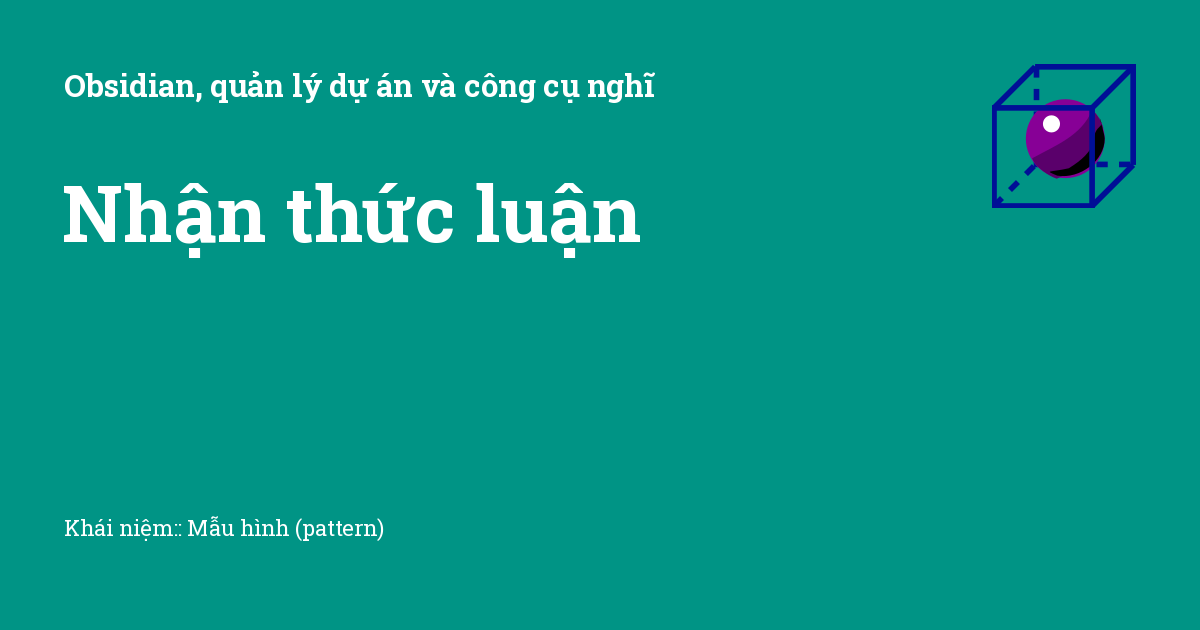 Obsidian, quản lý dự án và công cụ nghĩ
Nhận thức luận
Khái niệm:: Mẫu hình (pattern)